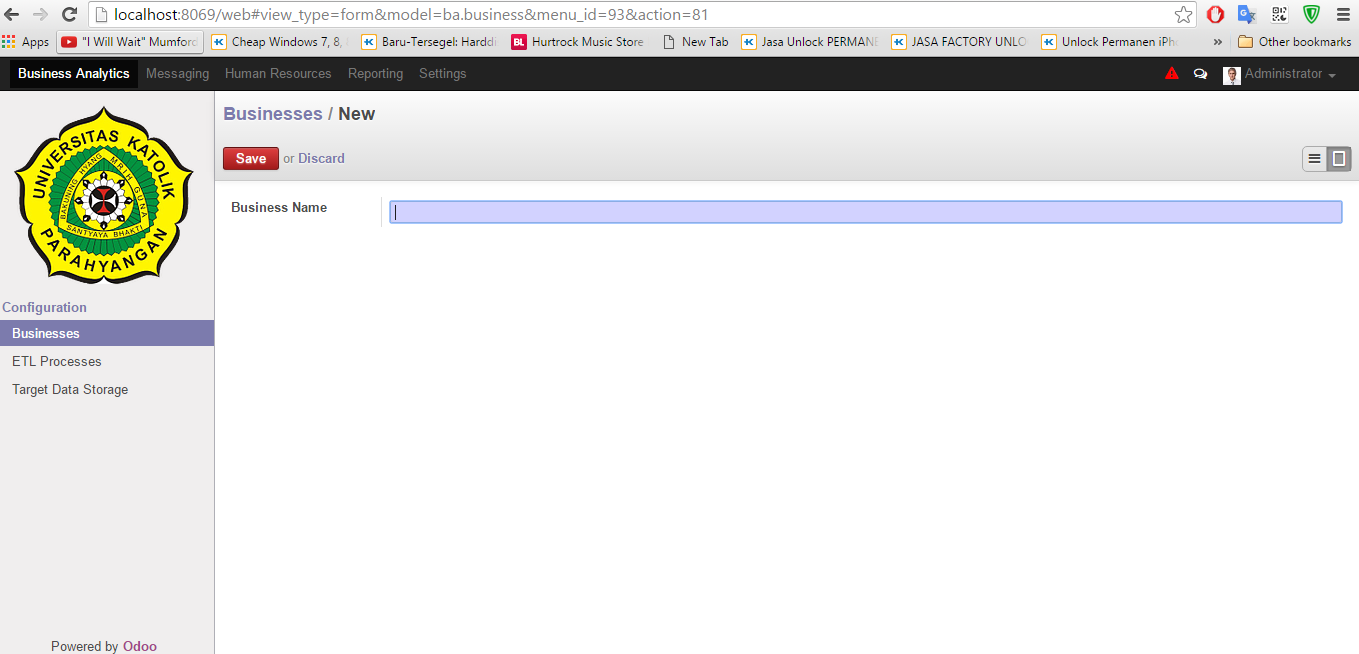 localhost:8069/web#view_type=form&model=ba.business&menu_id=93&action=81
Apps "I Will Wait" Mumford Cheap Windows 7, 8, Baru-Tersegel: Harddi BL Hurtrock Music Store New Tab Jasa Unlock PERMANE JASA FACTORY UNLO Unlock Permanen iPh » Other bookmarks
Business Analytics Messaging Human Resources Reporting Settings Administrator
UNIVERSITAS KATOLIK
PARAHYANGAN
BAKUNING HYANG MRIH GUNA
SANTYAYA BHAKTI
Businesses / New
Save or Discard
Business Name
Configuration
Businesses
ETL Processes
Target Data Storage
Powered by Odoo